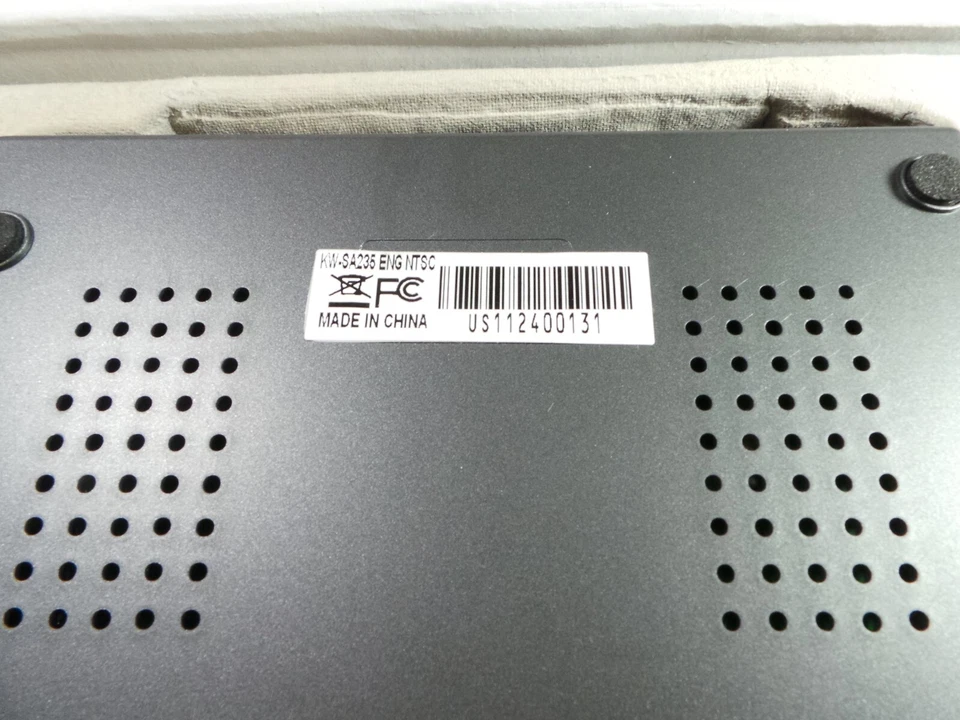 KW-SA235 ENG NTSC
FC
MADE IN CHINA
US112400131